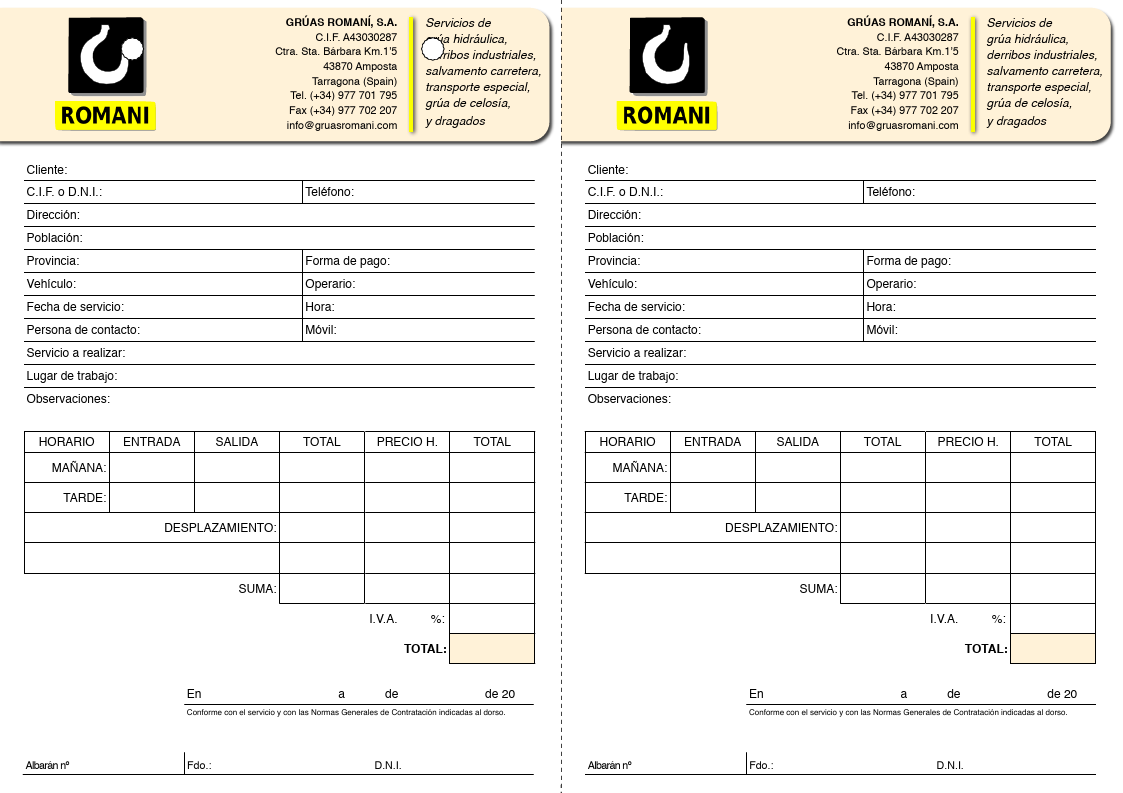 ROMANI
GRÚAS ROMANÍ, S.A.
C.I.F. A43030287
Ctra. Sta. Bárbara Km.1'5
43870 Amposta
Tarragona (Spain)
Tel. (+34) 977 701 795
Fax (+34) 977 702 207
info@gruasromani.com
Servicios de
grúa hidráulica,
derribos industriales,
salvamento carretera,
transporte especial,
grúa de celosía,
y dragados
Cliente:
C.I.F. o D.N.I.: Teléfono:
Dirección:
Población:
Provincia: Forma de pago:
Vehículo: Operario:
Fecha de servicio: Hora:
Persona de contacto: Móvil:
Servicio a realizar:
Lugar de trabajo:
Observaciones:
HORARIO ENTRADA SALIDA TOTAL PRECIO H. TOTAL
MAÑANA:
TARDE:
DESPLAZAMIENTO:
SUMA:
I.V.A. %:
TOTAL:
En a de de 20
Conforme con el servicio y con las Normas Generales de Contratación indicadas al dorso.
Albarán nº Fdo.: D.N.I.
ROMANI
GRÚAS ROMANÍ, S.A.
C.I.F. A43030287
Ctra. Sta. Bárbara Km.1'5
43870 Amposta
Tarragona (Spain)
Tel. (+34) 977 701 795
Fax (+34) 977 702 207
info@gruasromani.com
Servicios de
grúa hidráulica,
derribos industriales,
salvamento carretera,
transporte especial,
grúa de celosía,
y dragados
Cliente:
C.I.F. o D.N.I.: Teléfono:
Dirección:
Población:
Provincia: Forma de pago:
Vehículo: Operario:
Fecha de servicio: Hora:
Persona de contacto: Móvil:
Servicio a realizar:
Lugar de trabajo:
Observaciones:
HORARIO ENTRADA SALIDA TOTAL PRECIO H. TOTAL
MAÑANA:
TARDE:
DESPLAZAMIENTO:
SUMA:
I.V.A. %:
TOTAL:
En a de de 20
Conforme con el servicio y con las Normas Generales de Contratación indicadas al dorso.
Albarán nº Fdo.: D.N.I.